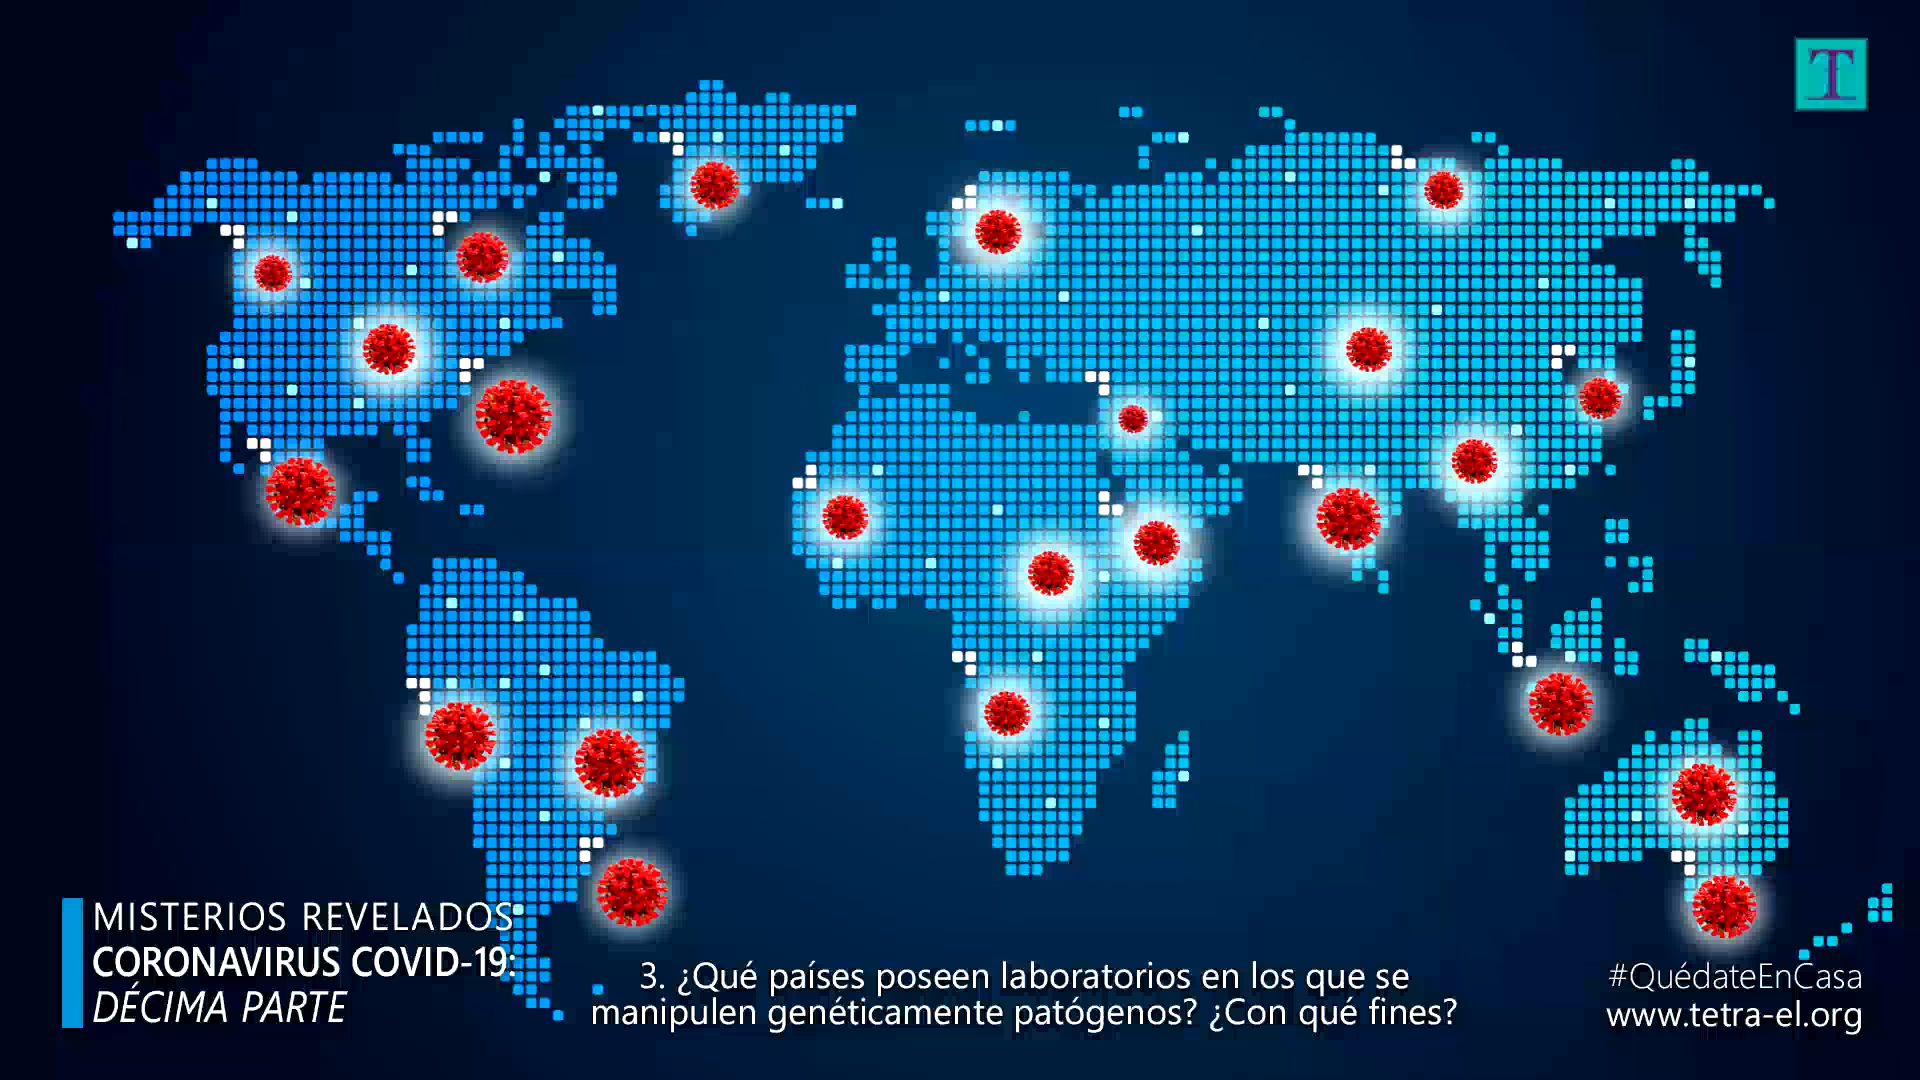 T
MISTERIOS REVELADOS
CORONAVIRUS COVID-19:
DÉCIMA PARTE
3. ¿Qué países poseen laboratorios en los que se
manipulen genéticamente patógenos? ¿Con qué fines?
#QuédateEnCasa
www.tetra-el.org